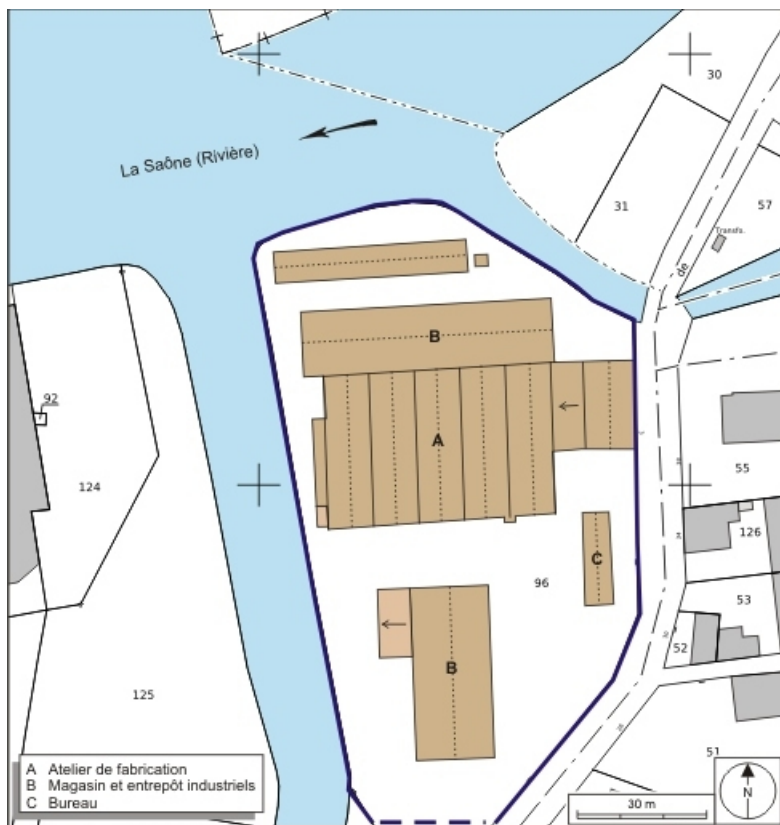 30
La Saône (Rivière)
31
57
Transfo.
de
B
92
A
124
55
126
C
96
53
52
B
125
51
A Atelier de fabrication
B Magasin et entrepôt industriels
C Bureau
30 m
N